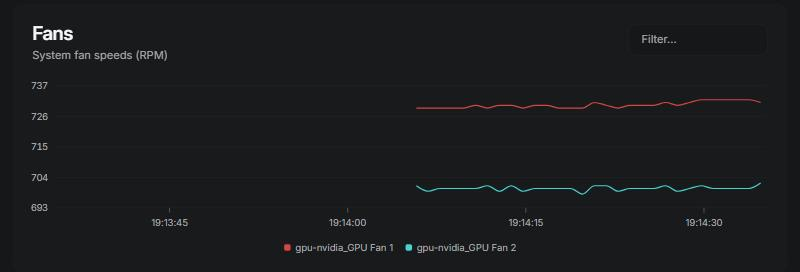 Fans
System fan speeds (RPM)
Filter...
737
726
715
704
693
19:13:45
19:14:00
19:14:15
19:14:30
gpu-nvidia_GPU Fan 1
gpu-nvidia_GPU Fan 2